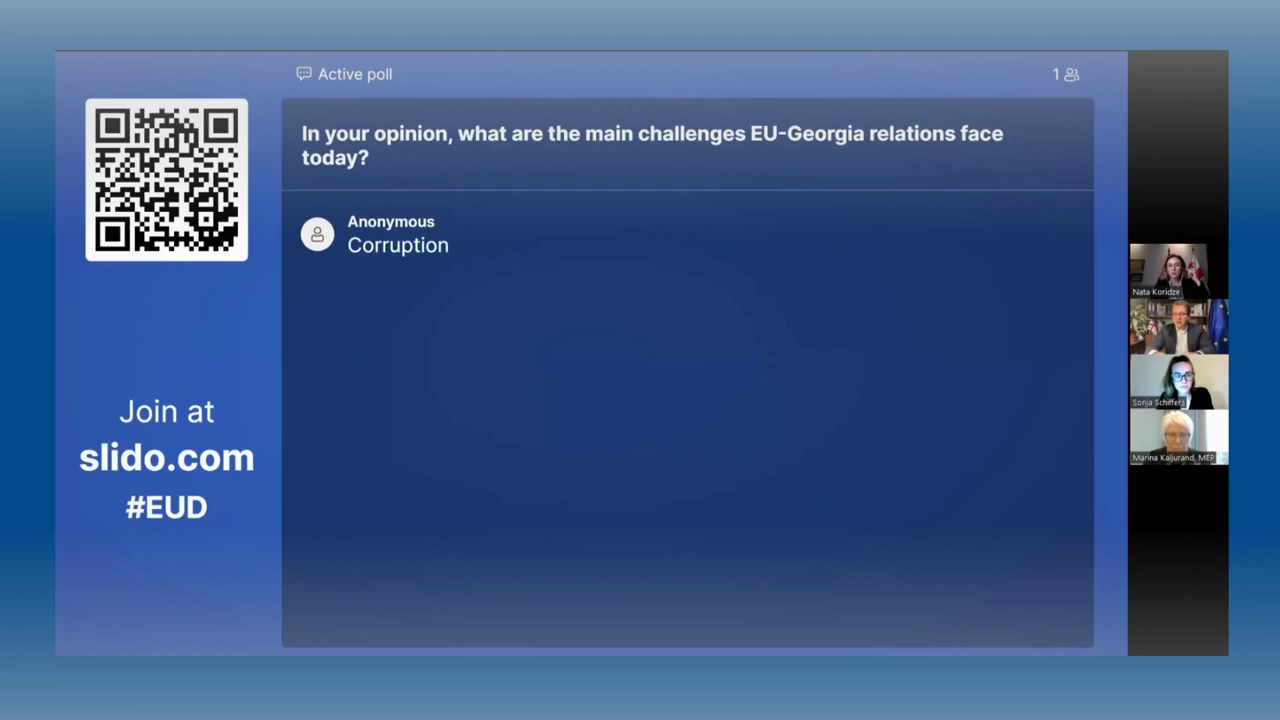 Active poll
1
In your opinion, what are the main challenges EU-Georgia relations face
today?
Anonymous
Corruption
Join at
slido.com
#EUD
Nata Koridze
Sonja Schiffers
Marina Kaljurand, MEP